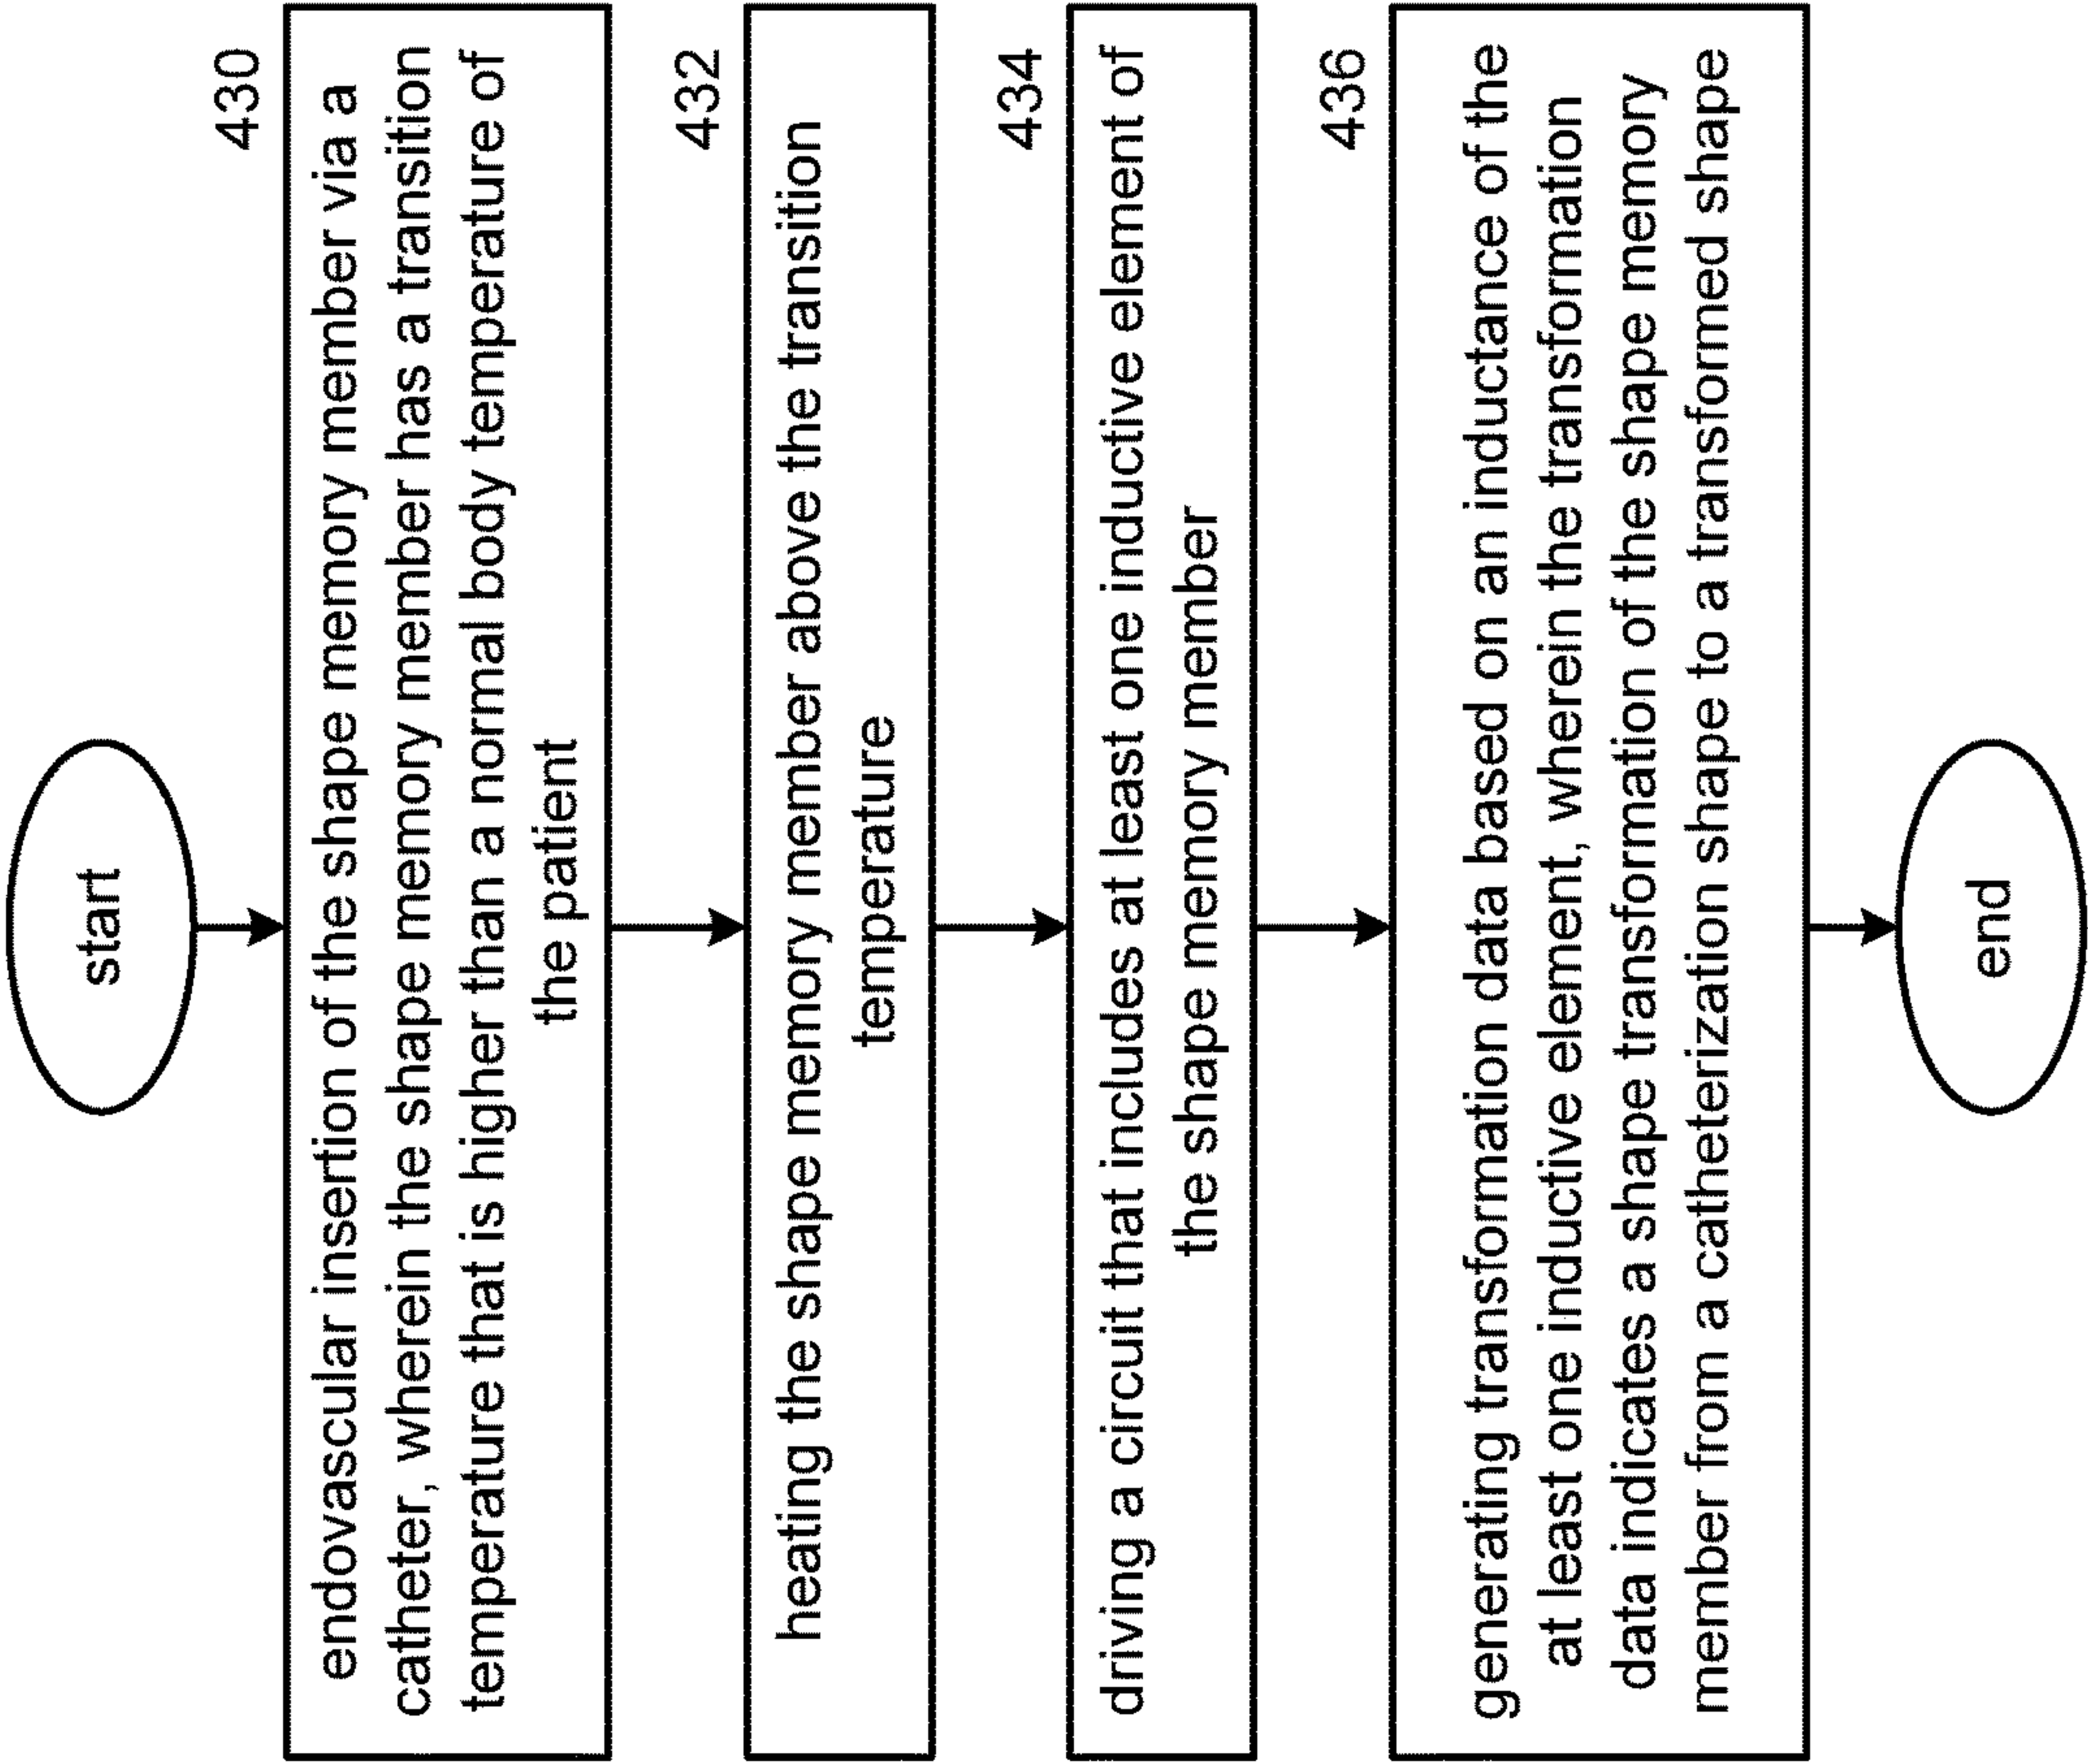 start
430
endovascular insertion of the shape memory member via a
catheter, wherein the shape memory member has a transition
temperature that is higher than a normal body temperature of
the patient
432
heating the shape memory member above the transition
temperature
434
driving a circuit that includes at least one inductive element of
the shape memory member
436
generating transformation data based on an inductance of the
at least one inductive element, wherein the transformation
data indicates a shape transformation of the shape memory
member from a catheterization shape to a transformed shape
end